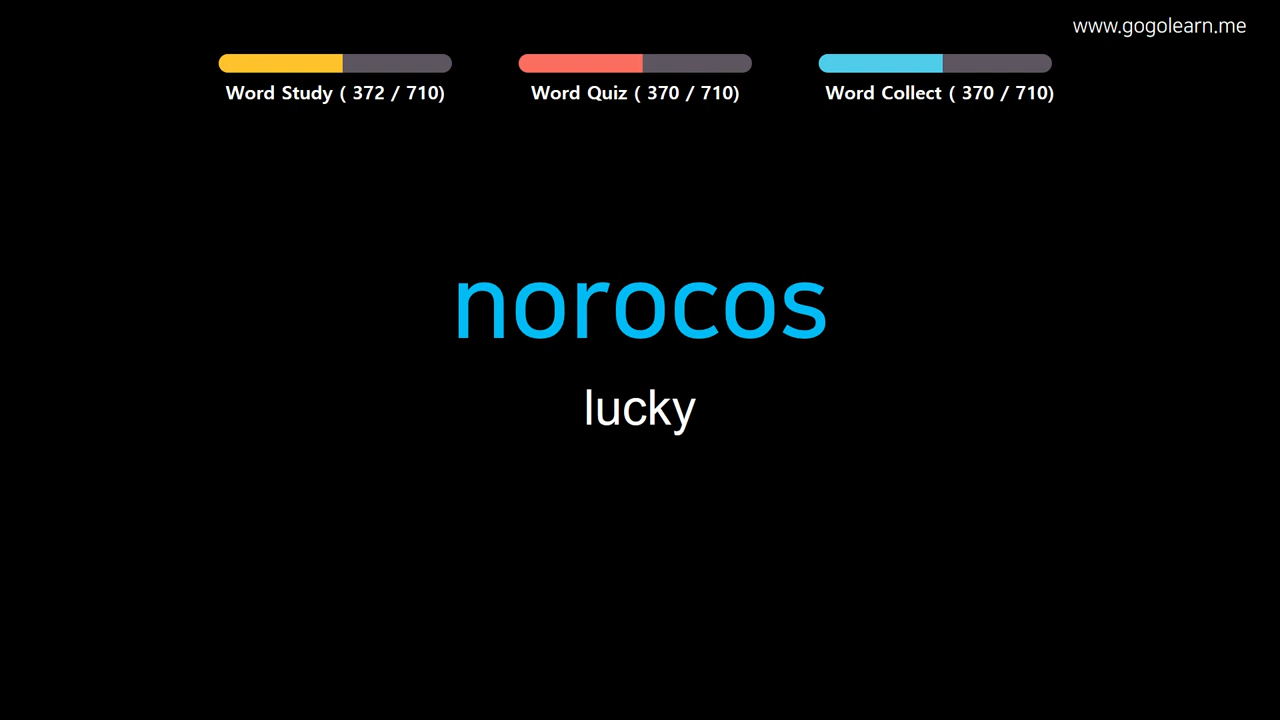 www.gogolearn.me
Word Study ( 372 / 710)
Word Quiz ( 370 / 710)
Word Collect ( 370 / 710)
norocos
lucky